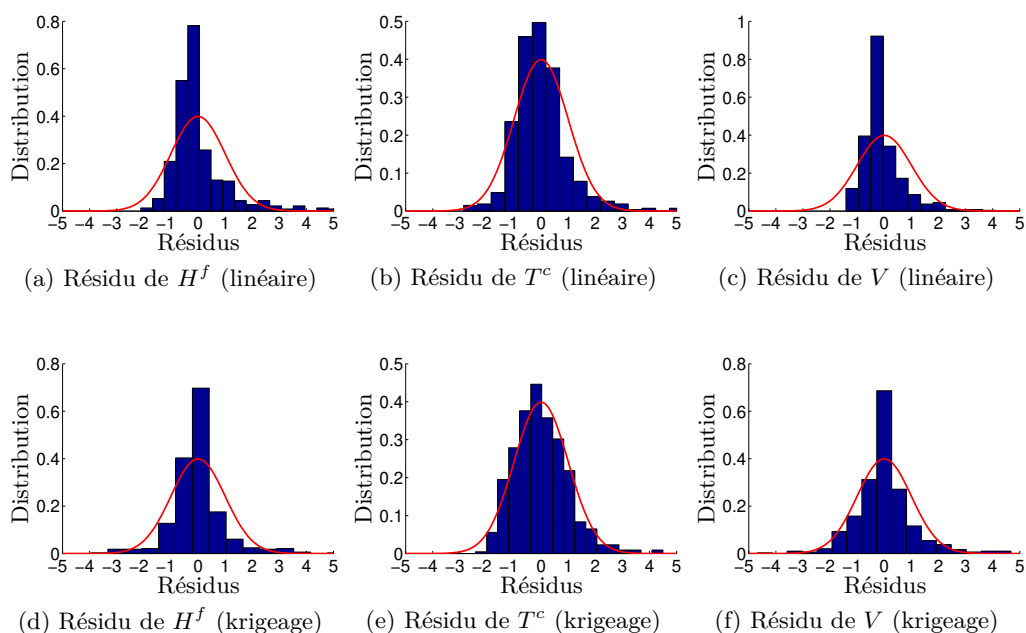 0.8
0.6
0.4
0.2
0
Distribution
−5 −4 −3 −2 −1 0 1 2 3 4 5
Résidus
(a) Résidu de H^f (linéaire)
0.5
0.4
0.3
0.2
0.1
0
Distribution
−5 −4 −3 −2 −1 0 1 2 3 4 5
Résidus
(b) Résidu de T^c (linéaire)
1
0.8
0.6
0.4
0.2
0
Distribution
−5 −4 −3 −2 −1 0 1 2 3 4 5
Résidus
(c) Résidu de V (linéaire)
0.8
0.6
0.4
0.2
0
Distribution
−5 −4 −3 −2 −1 0 1 2 3 4 5
Résidus
(d) Résidu de H^f (krigeage)
0.5
0.4
0.3
0.2
0.1
0
Distribution
−5 −4 −3 −2 −1 0 1 2 3 4 5
Résidus
(e) Résidu de T^c (krigeage)
0.8
0.6
0.4
0.2
0
Distribution
−5 −4 −3 −2 −1 0 1 2 3 4 5
Résidus
(f) Résidu de V (krigeage)